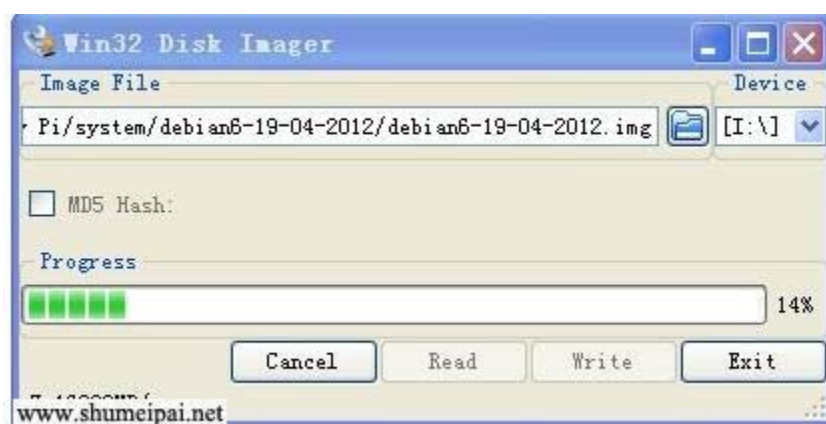 Win32 Disk Imager
Image File
Device
Pi/system/debian6-19-04-2012/debian6-19-04-2012.img
[I:\]
MD5 Hash:
Progress
14%
Cancel
Read
Write
Exit
www.shumeipai.net